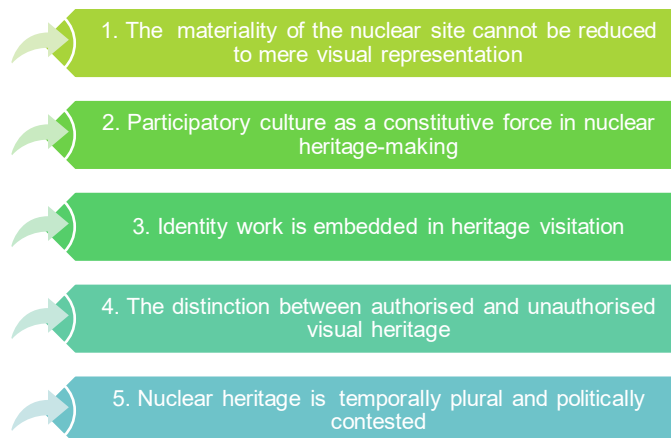 1. The materiality of the nuclear site cannot be reduced
to mere visual representation
2. Participatory culture as a constitutive force in nuclear
heritage-making
3. Identity work is embedded in heritage visitation
4. The distinction between authorised and unauthorised
visual heritage
5. Nuclear heritage is temporally plural and politically
contested